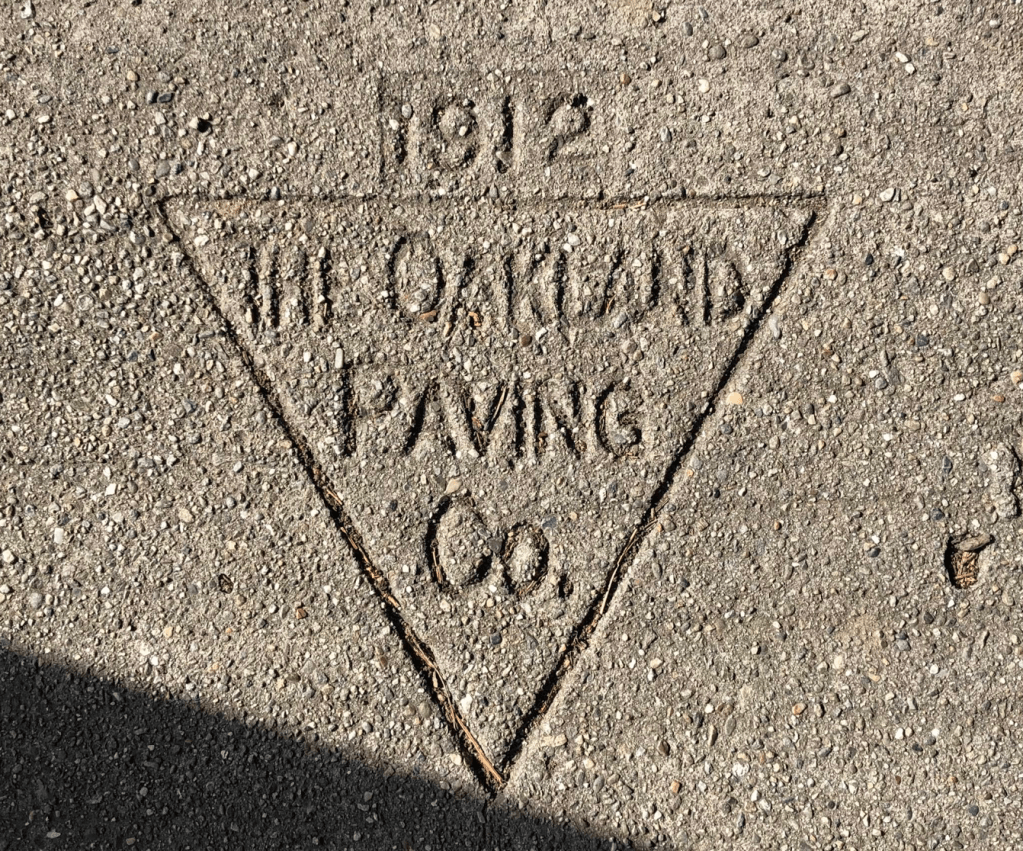 1912
THE OAKLAND
PAVING
Co.